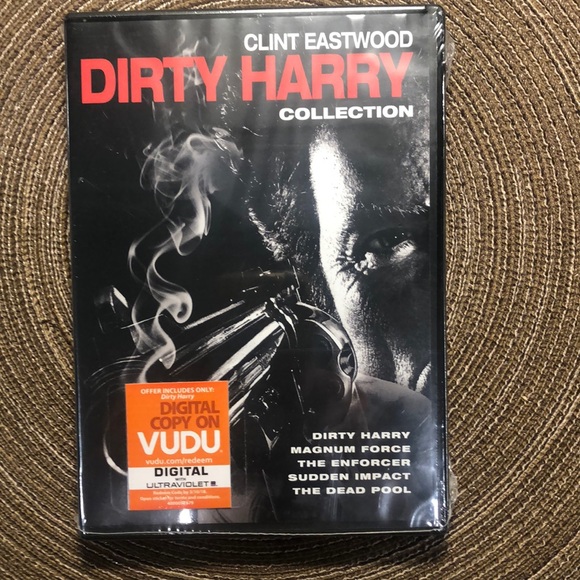 CLINT EASTWOOD
DIRTY HARRY
COLLECTION
OFFER INCLUDES ONLY:
Dirty Harry
DIGITAL
COPY ON
VUDU
vudu.com/redeem
DIGITAL
WITH
ULTRAVIOLET
DIRTY HARRY
MAGNUM FORCE
THE ENFORCER
SUDDEN IMPACT
THE DEAD POOL